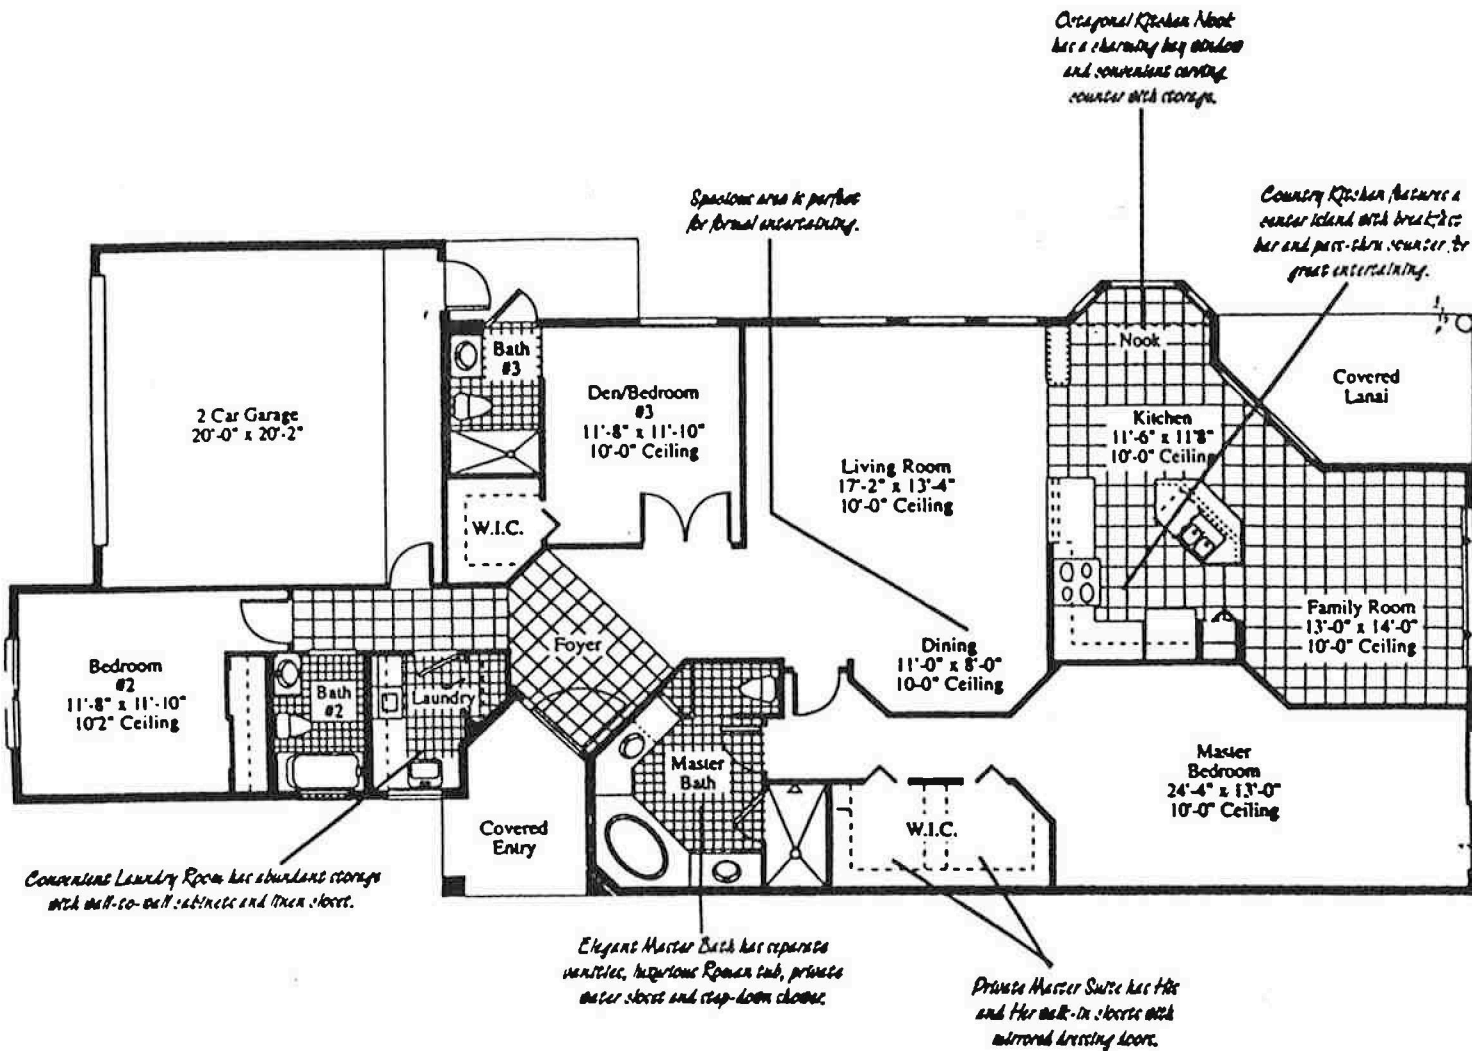 Octagonal Kitchen Nook
has a charming bay window
and convenient serving
counter with storage.
Spacious area is perfect
for formal entertaining.
Country Kitchen features a
center island with breakfast
bar and pass-thru counter for
great entertaining.
Nook
Covered
Lanai
Bath
#3
Den/Bedroom
#3
11'-8" x 11'-10"
10'-0" Ceiling
2 Car Garage
20'-0" x 20'-2"
Kitchen
11'-6" x 11'8"
10'-0" Ceiling
Living Room
17'-2" x 13'-4"
10'-0" Ceiling
W.I.C.
Family Room
13'-0" x 14'-0"
10'-0" Ceiling
Foyer
Dining
11'-0" x 8'-0"
10-0" Ceiling
Bedroom
#2
11'-8" x 11'-10"
10'2" Ceiling
Bath
#2
Laundry
Master
Bath
Master
Bedroom
24'-4" x 13'-0"
10'-0" Ceiling
Covered
Entry
W.I.C.
Convenient Laundry Room has abundant storage
with wall-to-wall cabinets and linen closet.
Elegant Master Bath has separate
vanities, luxurious Roman tub, private
water closet and step-down shower.
Private Master Suite has His
and Her walk-in closets with
mirrored dressing doors.